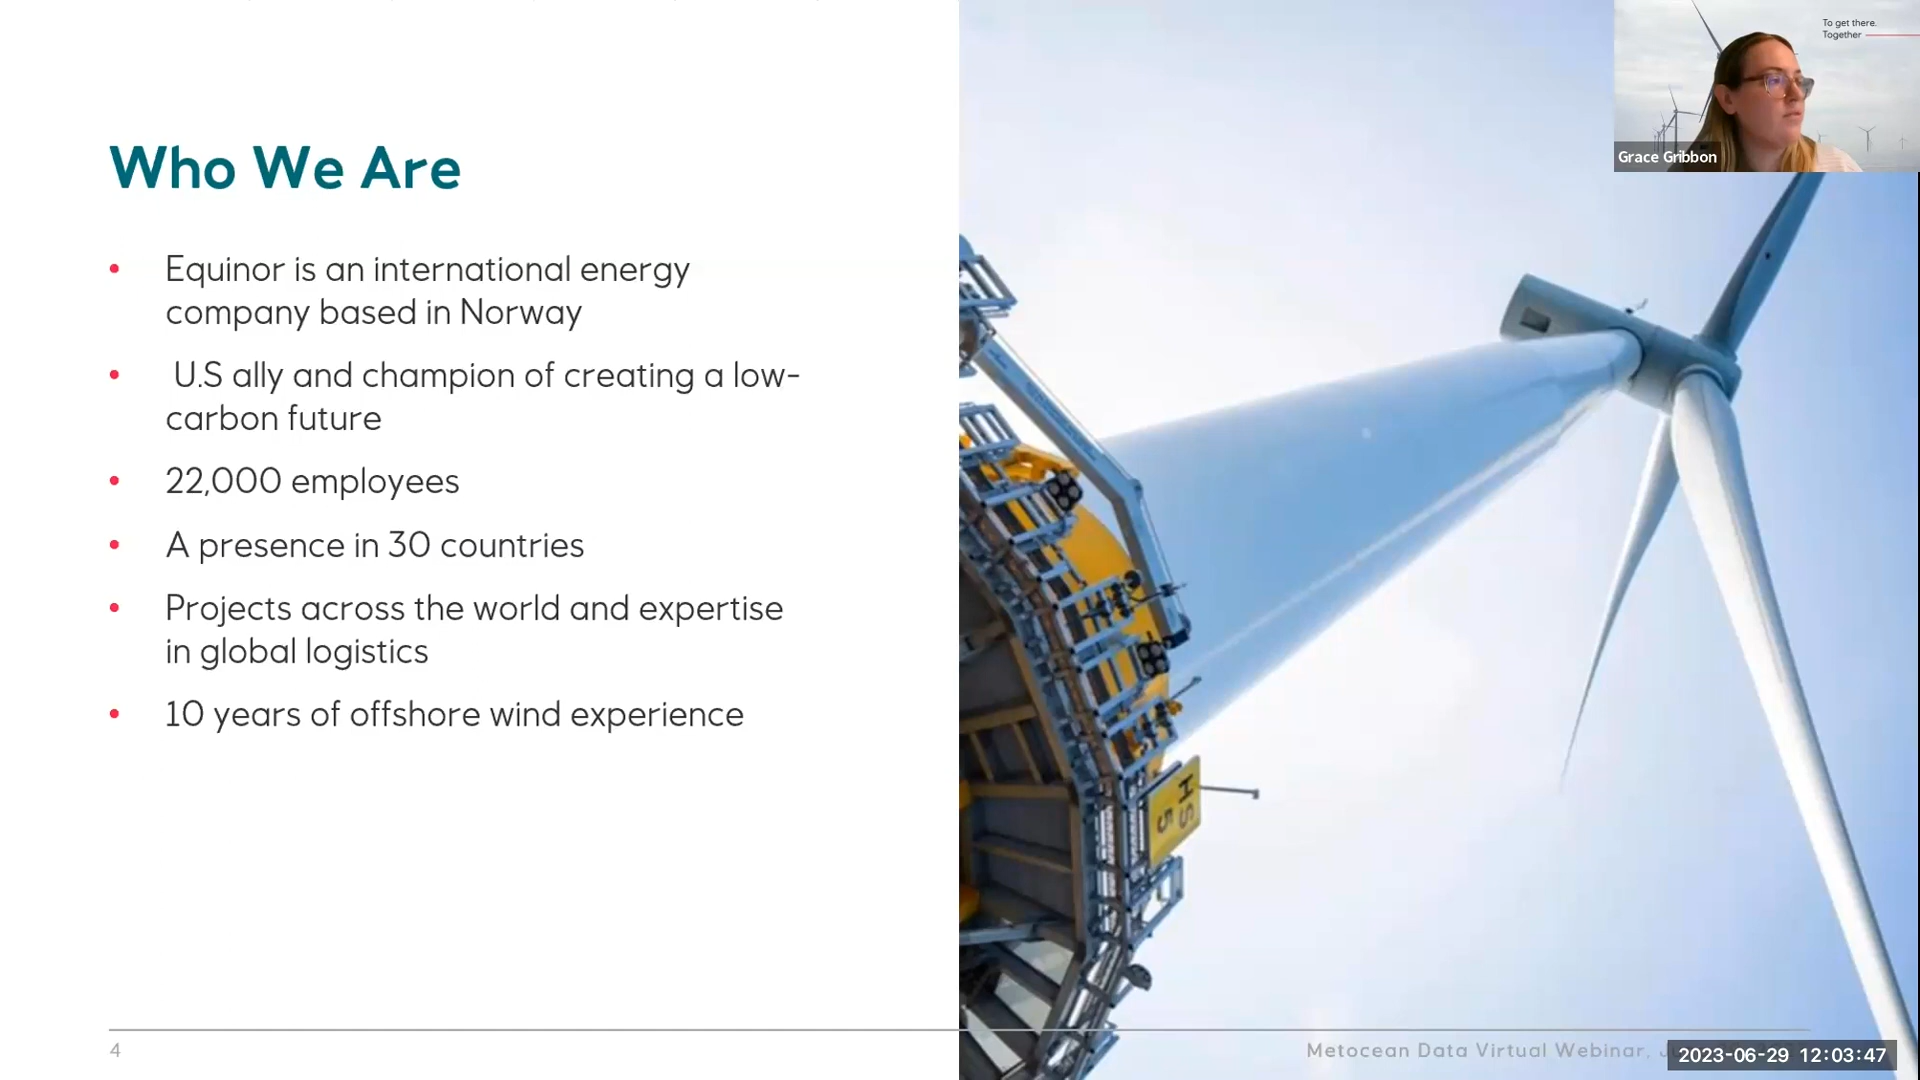 To get there.
Together
Grace Gribbon
Who We Are
• Equinor is an international energy
company based in Norway
• U.S ally and champion of creating a low-
carbon future
• 22,000 employees
• A presence in 30 countries
• Projects across the world and expertise
in global logistics
• 10 years of offshore wind experience
HS
5
4
Metocean Data Virtual Webinar,
2023-06-29 12:03:47